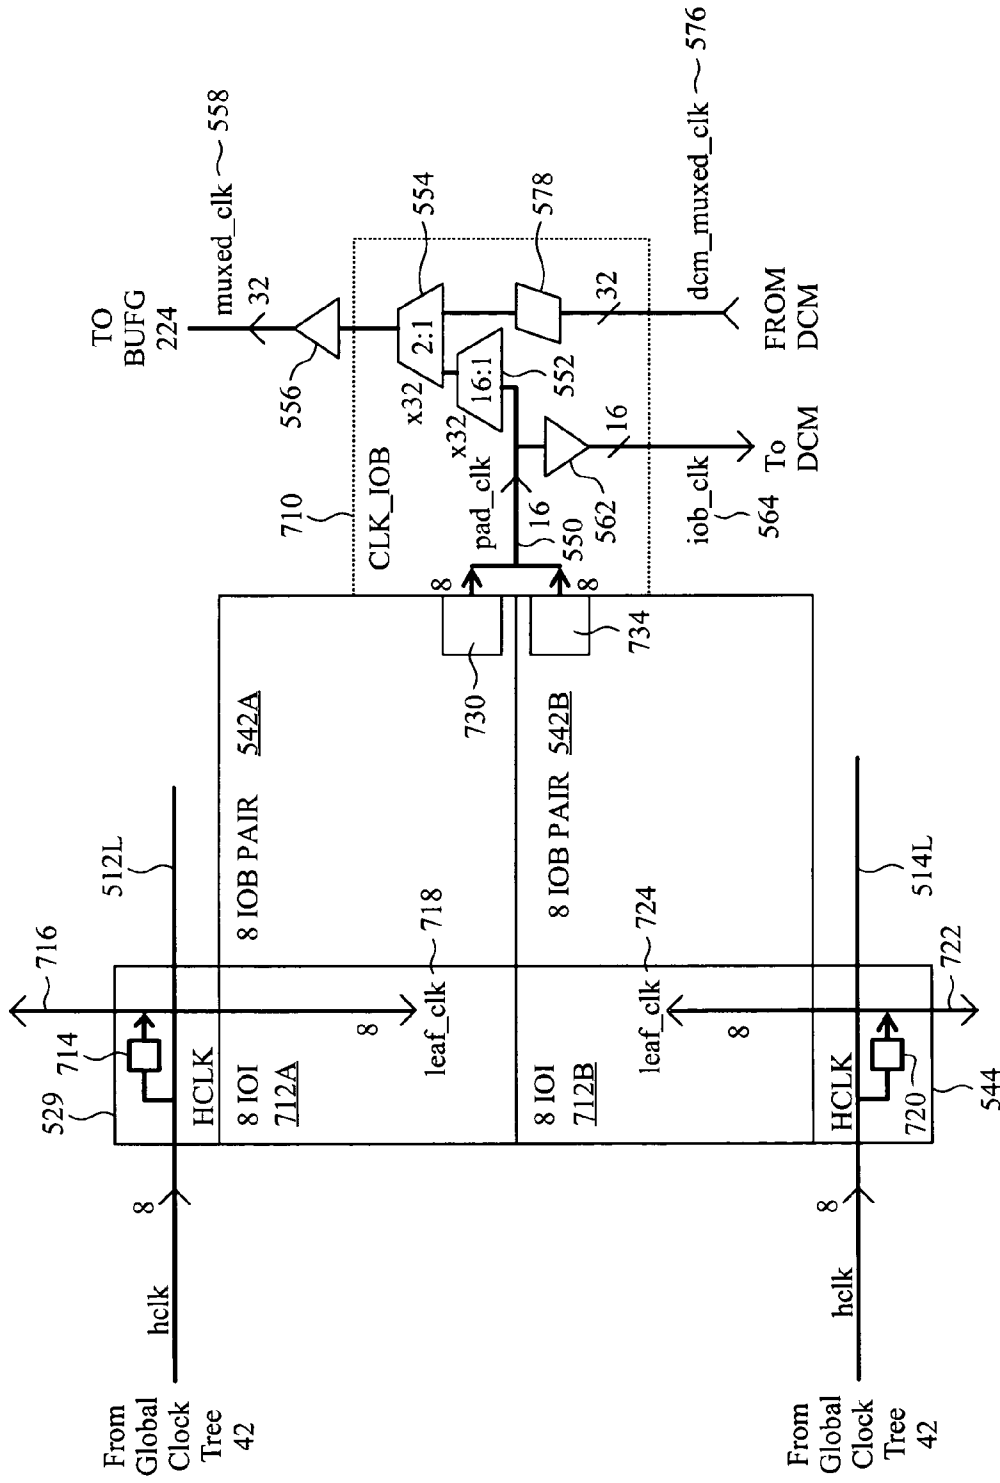 TO
BUFG
224
muxed_clk
558
32
556
554
2:1
x32
16:1
x32
552
578
32
dcm_muxed_clk
576
FROM
DCM
710
CLK_IOB
pad_clk
16
550
562
16
iob_clk
564
To
DCM
8
8
730
734
542A
8 IOB PAIR
542B
8 IOB PAIR
512L
514L
716
714
529
HCLK
8
leaf_clk
718
8 IOI
712A
8 IOI
712B
leaf_clk
724
8
HCLK
720
722
544
8
hclk
From
Global
Clock
Tree
42
8
hclk
From
Global
Clock
Tree
42